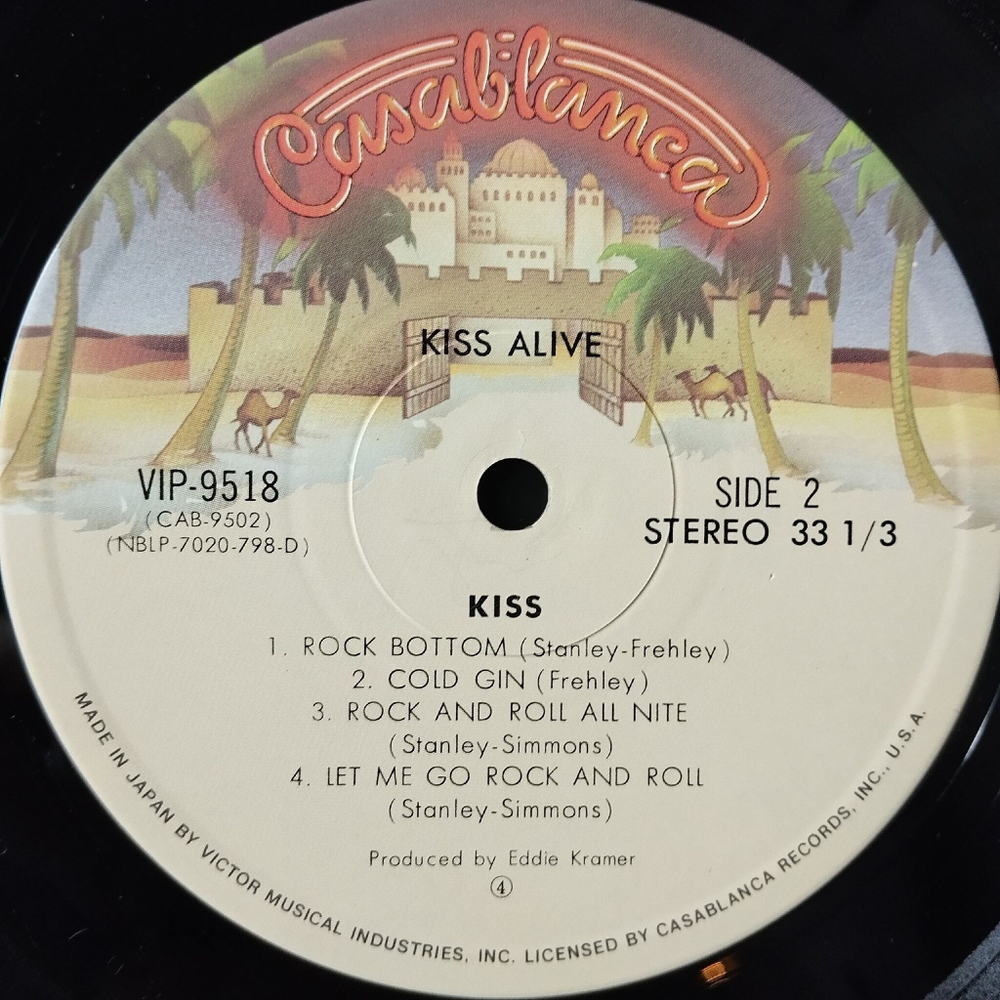 Casablanca
KISS ALIVE
VIP-9518
(CAB-9502)
(NBLP-7020-798-D)
SIDE 2
STEREO 33 1/3
KISS
1. ROCK BOTTOM (Stanley-Frehley)
2. COLD GIN (Frehley)
3. ROCK AND ROLL ALL NITE
(Stanley-Simmons)
4. LET ME GO ROCK AND ROLL
(Stanley-Simmons)
Produced by Eddie Kramer
④
MADE IN JAPAN BY VICTOR MUSICAL INDUSTRIES, INC. LICENSED BY CASABLANCA RECORDS, INC., U.S.A.